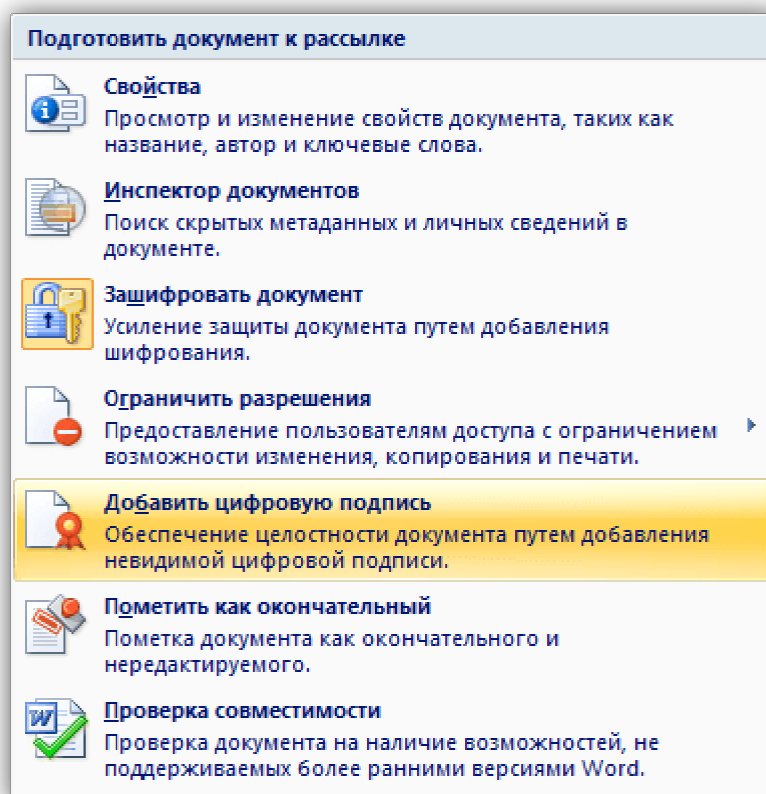 Подготовить документ к рассылке
Свойства
Просмотр и изменение свойств документа, таких как
название, автор и ключевые слова.
Инспектор документов
Поиск скрытых метаданных и личных сведений в
документе.
Зашифровать документ
Усиление защиты документа путем добавления
шифрования.
Ограничить разрешения
Предоставление пользователям доступа с ограничением
возможности изменения, копирования и печати.
Добавить цифровую подпись
Обеспечение целостности документа путем добавления
невидимой цифровой подписи.
Пометить как окончательный
Пометка документа как окончательного и
нередактируемого.
Проверка совместимости
Проверка документа на наличие возможностей, не
поддерживаемых более ранними версиями Word.